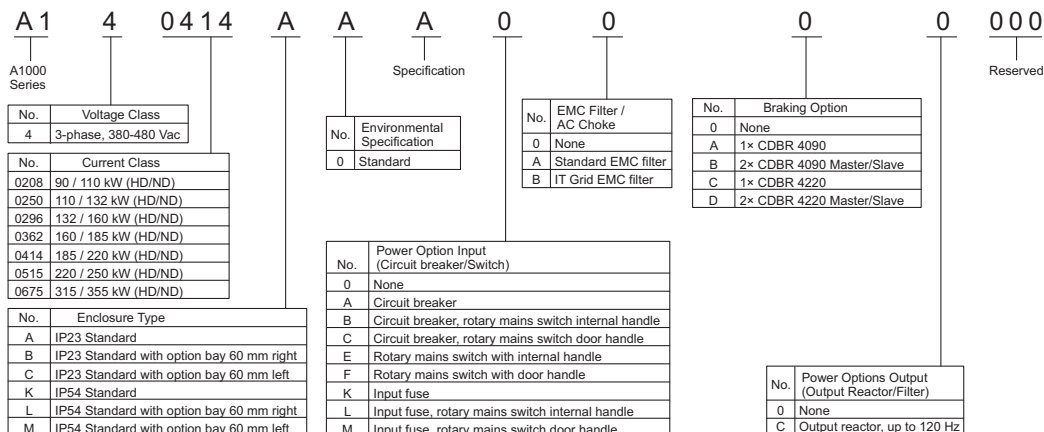 A1 4 0414 A A A 0 0 0 0 000
A1000
Series
Specification
Reserved
No. Voltage Class
4 3-phase, 380-480 Vac
No. Current Class
0208 90 / 110 kW (HD/ND)
0250 110 / 132 kW (HD/ND)
0296 132 / 160 kW (HD/ND)
0362 160 / 185 kW (HD/ND)
0414 185 / 220 kW (HD/ND)
0515 220 / 250 kW (HD/ND)
0675 315 / 355 kW (HD/ND)
No. Enclosure Type
A IP23 Standard
B IP23 Standard with option bay 60 mm right
C IP23 Standard with option bay 60 mm left
K IP54 Standard
L IP54 Standard with option bay 60 mm right
M IP54 Standard with option bay 60 mm left
No. Environmental
Specification
0 Standard
No. Power Option Input
(Circuit breaker/Switch)
0 None
A Circuit breaker
B Circuit breaker, rotary mains switch internal handle
C Circuit breaker, rotary mains switch door handle
E Rotary mains switch with internal handle
F Rotary mains switch with door handle
K Input fuse
L Input fuse, rotary mains switch internal handle
M Input fuse, rotary mains switch door handle
No. EMC Filter /
AC Choke
0 None
A Standard EMC filter
B IT Grid EMC filter
No. Braking Option
0 None
A 1× CDBR 4090
B 2× CDBR 4090 Master/Slave
C 1× CDBR 4220
D 2× CDBR 4220 Master/Slave
No. Power Options Output
(Output Reactor/Filter)
0 None
C Output reactor, up to 120 Hz